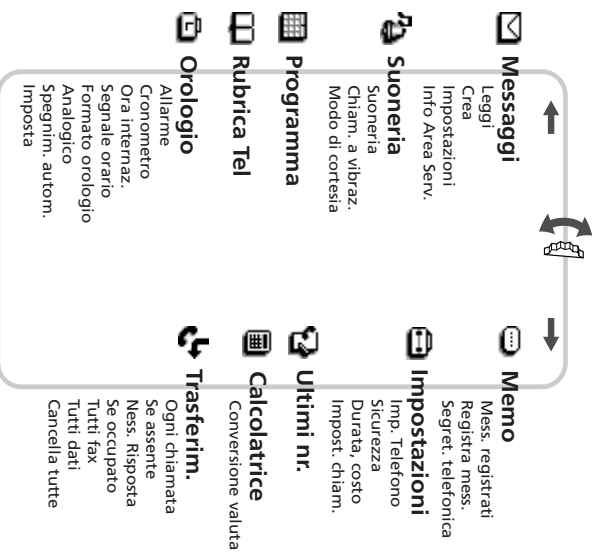 Messaggi
Leggi
Crea
Impostazioni
Info Area Serv.
Suoneria
Suoneria
Chiam. a vibraz.
Modo di cortesia
Programma
Rubrica Tel
Orologio
Allarme
Cronometro
Ora internaz.
Segnale orario
Formato orologio
Analogico
Spegnim. autom.
Imposta
Memo
Mess. registrati
Registra mess.
Segret. telefonica
Impostazioni
Imp. Telefono
Sicurezza
Durata, costo
Impost. chiam.
Ultimi nr.
Calcolatrice
Conversione valuta
Trasferim.
Ogni chiamata
Se assente
Ness. Risposta
Se occupato
Tutti fax
Tutti dati
Cancella tutte